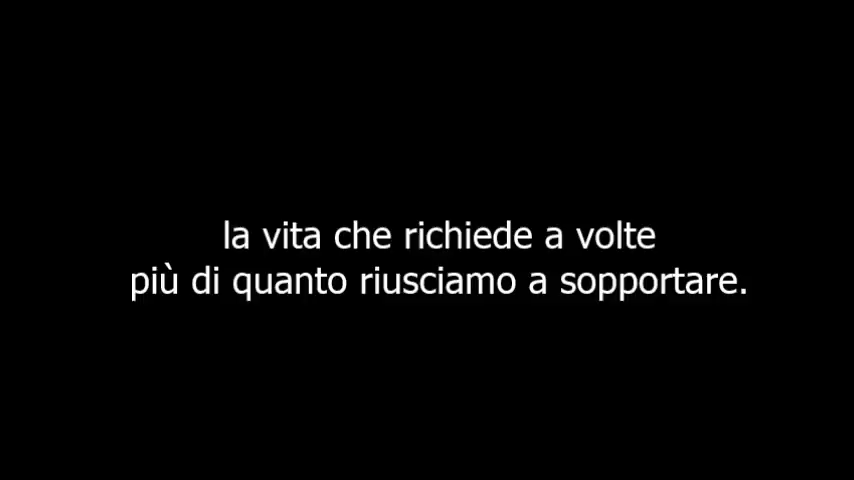 la vita che richiede a volte
più di quanto riusciamo a sopportare.